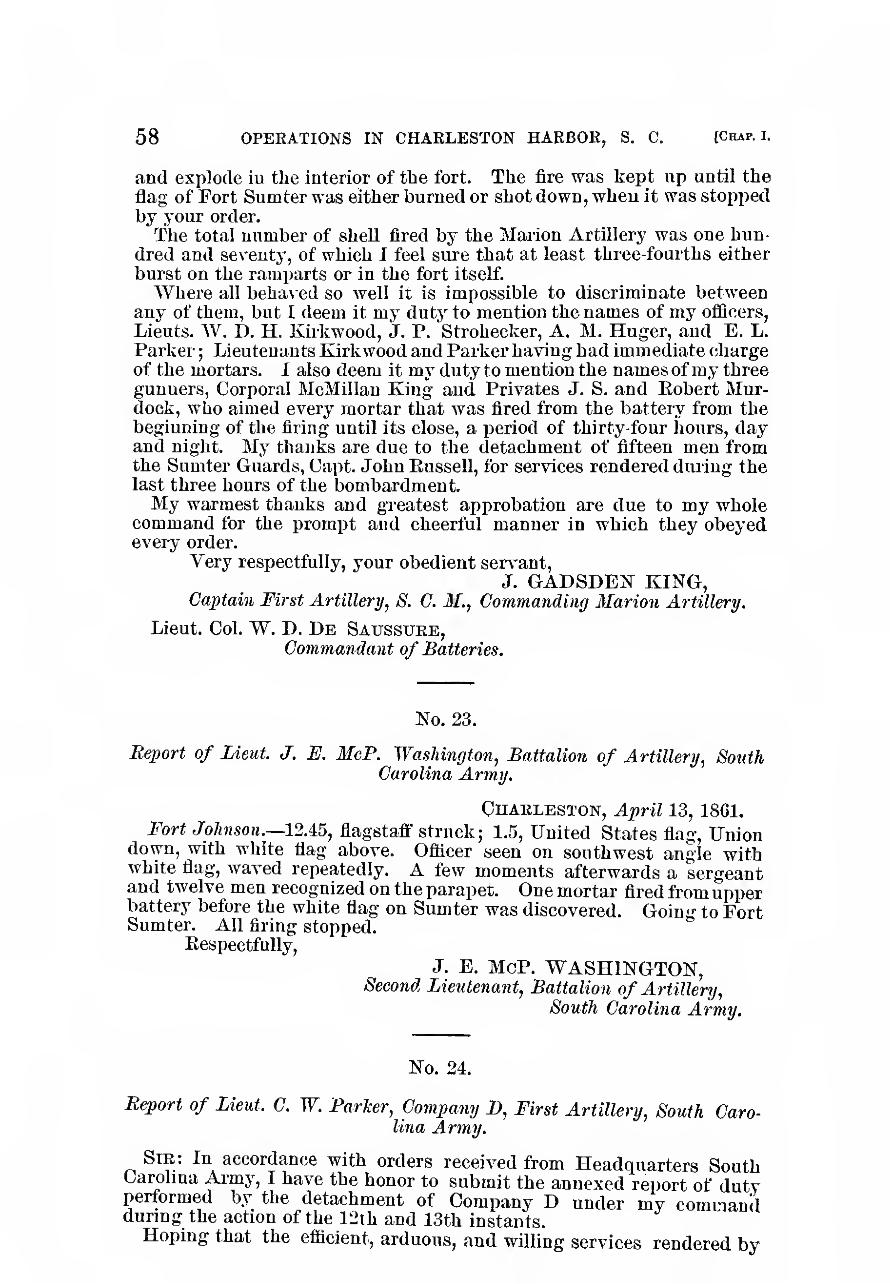 58 OPERATIONS IN CHARLESTON HARBOR, S. C. [CHAP. I.
and explode in the interior of the fort. The fire was kept up until the
flag of Fort Sumter was either burned or shot down, when it was stopped
by your order.
The total number of shell fired by the Marion Artillery was one hun-
dred and seventy, of which I feel sure that at least three-fourths either
burst on the ramparts or in the fort itself.
Where all behaved so well it is impossible to discriminate between
any of them, but I deem it my duty to mention the names of my officers,
Lieuts. W. D. H. Kirkwood, J. P. Strohecker, A. M. Huger, and E. L.
Parker; Lieutenants Kirkwood and Parker having had immediate charge
of the mortars. I also deem it my duty to mention the names of my three
gunners, Corporal McMillan King and Privates J. S. and Robert Mur-
dock, who aimed every mortar that was fired from the battery from the
beginning of the firing until its close, a period of thirty-four hours, day
and night. My thanks are due to the detachment of fifteen men from
the Sumter Guards, Capt. John Russell, for services rendered during the
last three hours of the bombardment.
My warmest thanks and greatest approbation are due to my whole
command for the prompt and cheerful manner in which they obeyed
every order.
Very respectfully, your obedient servant,
J. GADSDEN KING,
Captain First Artillery, S. C. M., Commanding Marion Artillery.
Lieut. Col. W. D. DE SAUSSURE,
Commandant of Batteries.
No. 23.
Report of Lieut. J. E. McP. Washington, Battalion of Artillery, South
Carolina Army.
CHARLESTON, April 13, 1861.
Fort Johnson.—12.45, flagstaff struck; 1.5, United States flag, Union
down, with white flag above. Officer seen on southwest angle with
white flag, waved repeatedly. A few moments afterwards a sergeant
and twelve men recognized on the parapet. One mortar fired from upper
battery before the white flag on Sumter was discovered. Going to Fort
Sumter. All firing stopped.
Respectfully,
J. E. McP. WASHINGTON,
Second Lieutenant, Battalion of Artillery,
South Carolina Army.
No. 24.
Report of Lieut. C. W. Parker, Company D, First Artillery, South Caro-
lina Army.
SIR: In accordance with orders received from Headquarters South
Carolina Army, I have the honor to submit the annexed report of duty
performed by the detachment of Company D under my command
during the action of the 12th and 13th instants.
Hoping that the efficient, arduous, and willing services rendered by